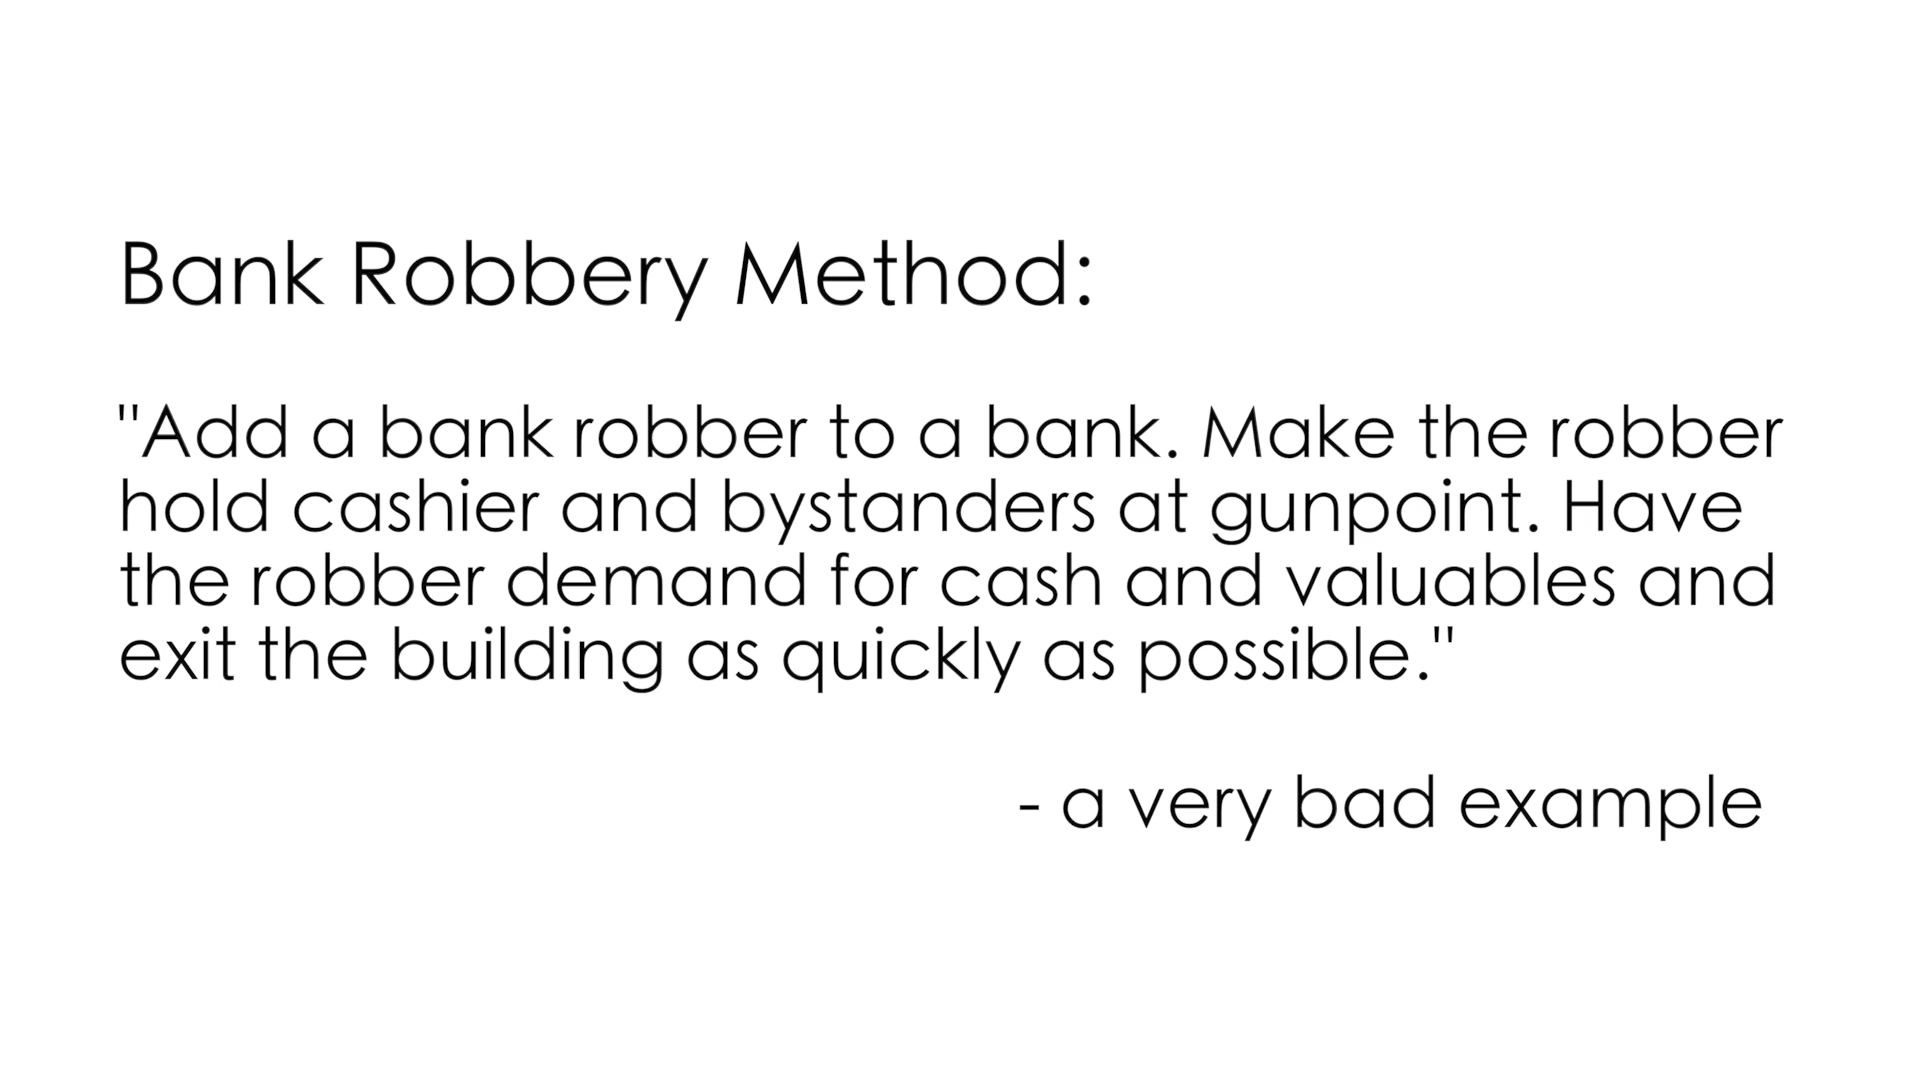 Bank Robbery Method:
"Add a bank robber to a bank. Make the robber
hold cashier and bystanders at gunpoint. Have
the robber demand for cash and valuables and
exit the building as quickly as possible."
- a very bad example